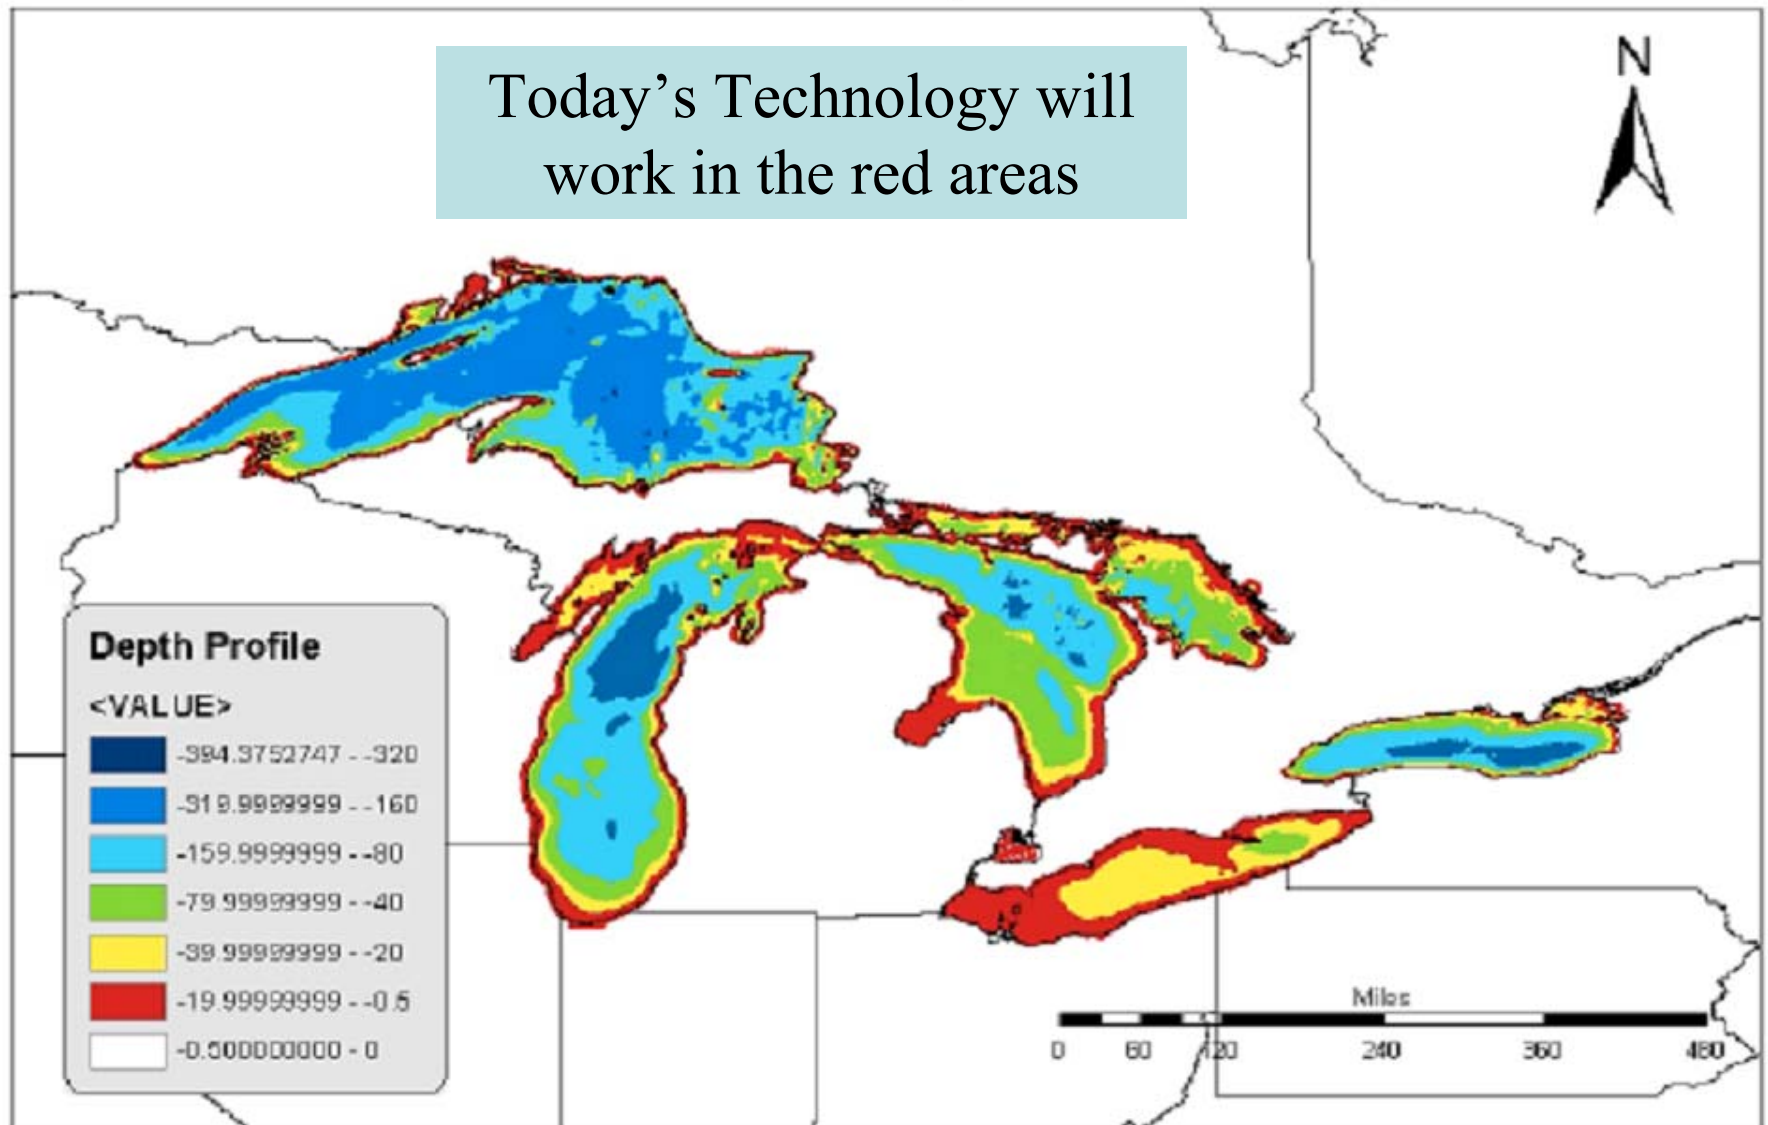 Today’s Technology will
work in the red areas
N
Depth Profile
<VALUE>
-394.3752747 - -320
-319.9999999 - -160
-159.9999999 - -80
-79.99999999 - -40
-39.99999999 - -20
-19.99999999 - -0.5
-0.500000000 - 0
Miles
0 60 120 240 360 480